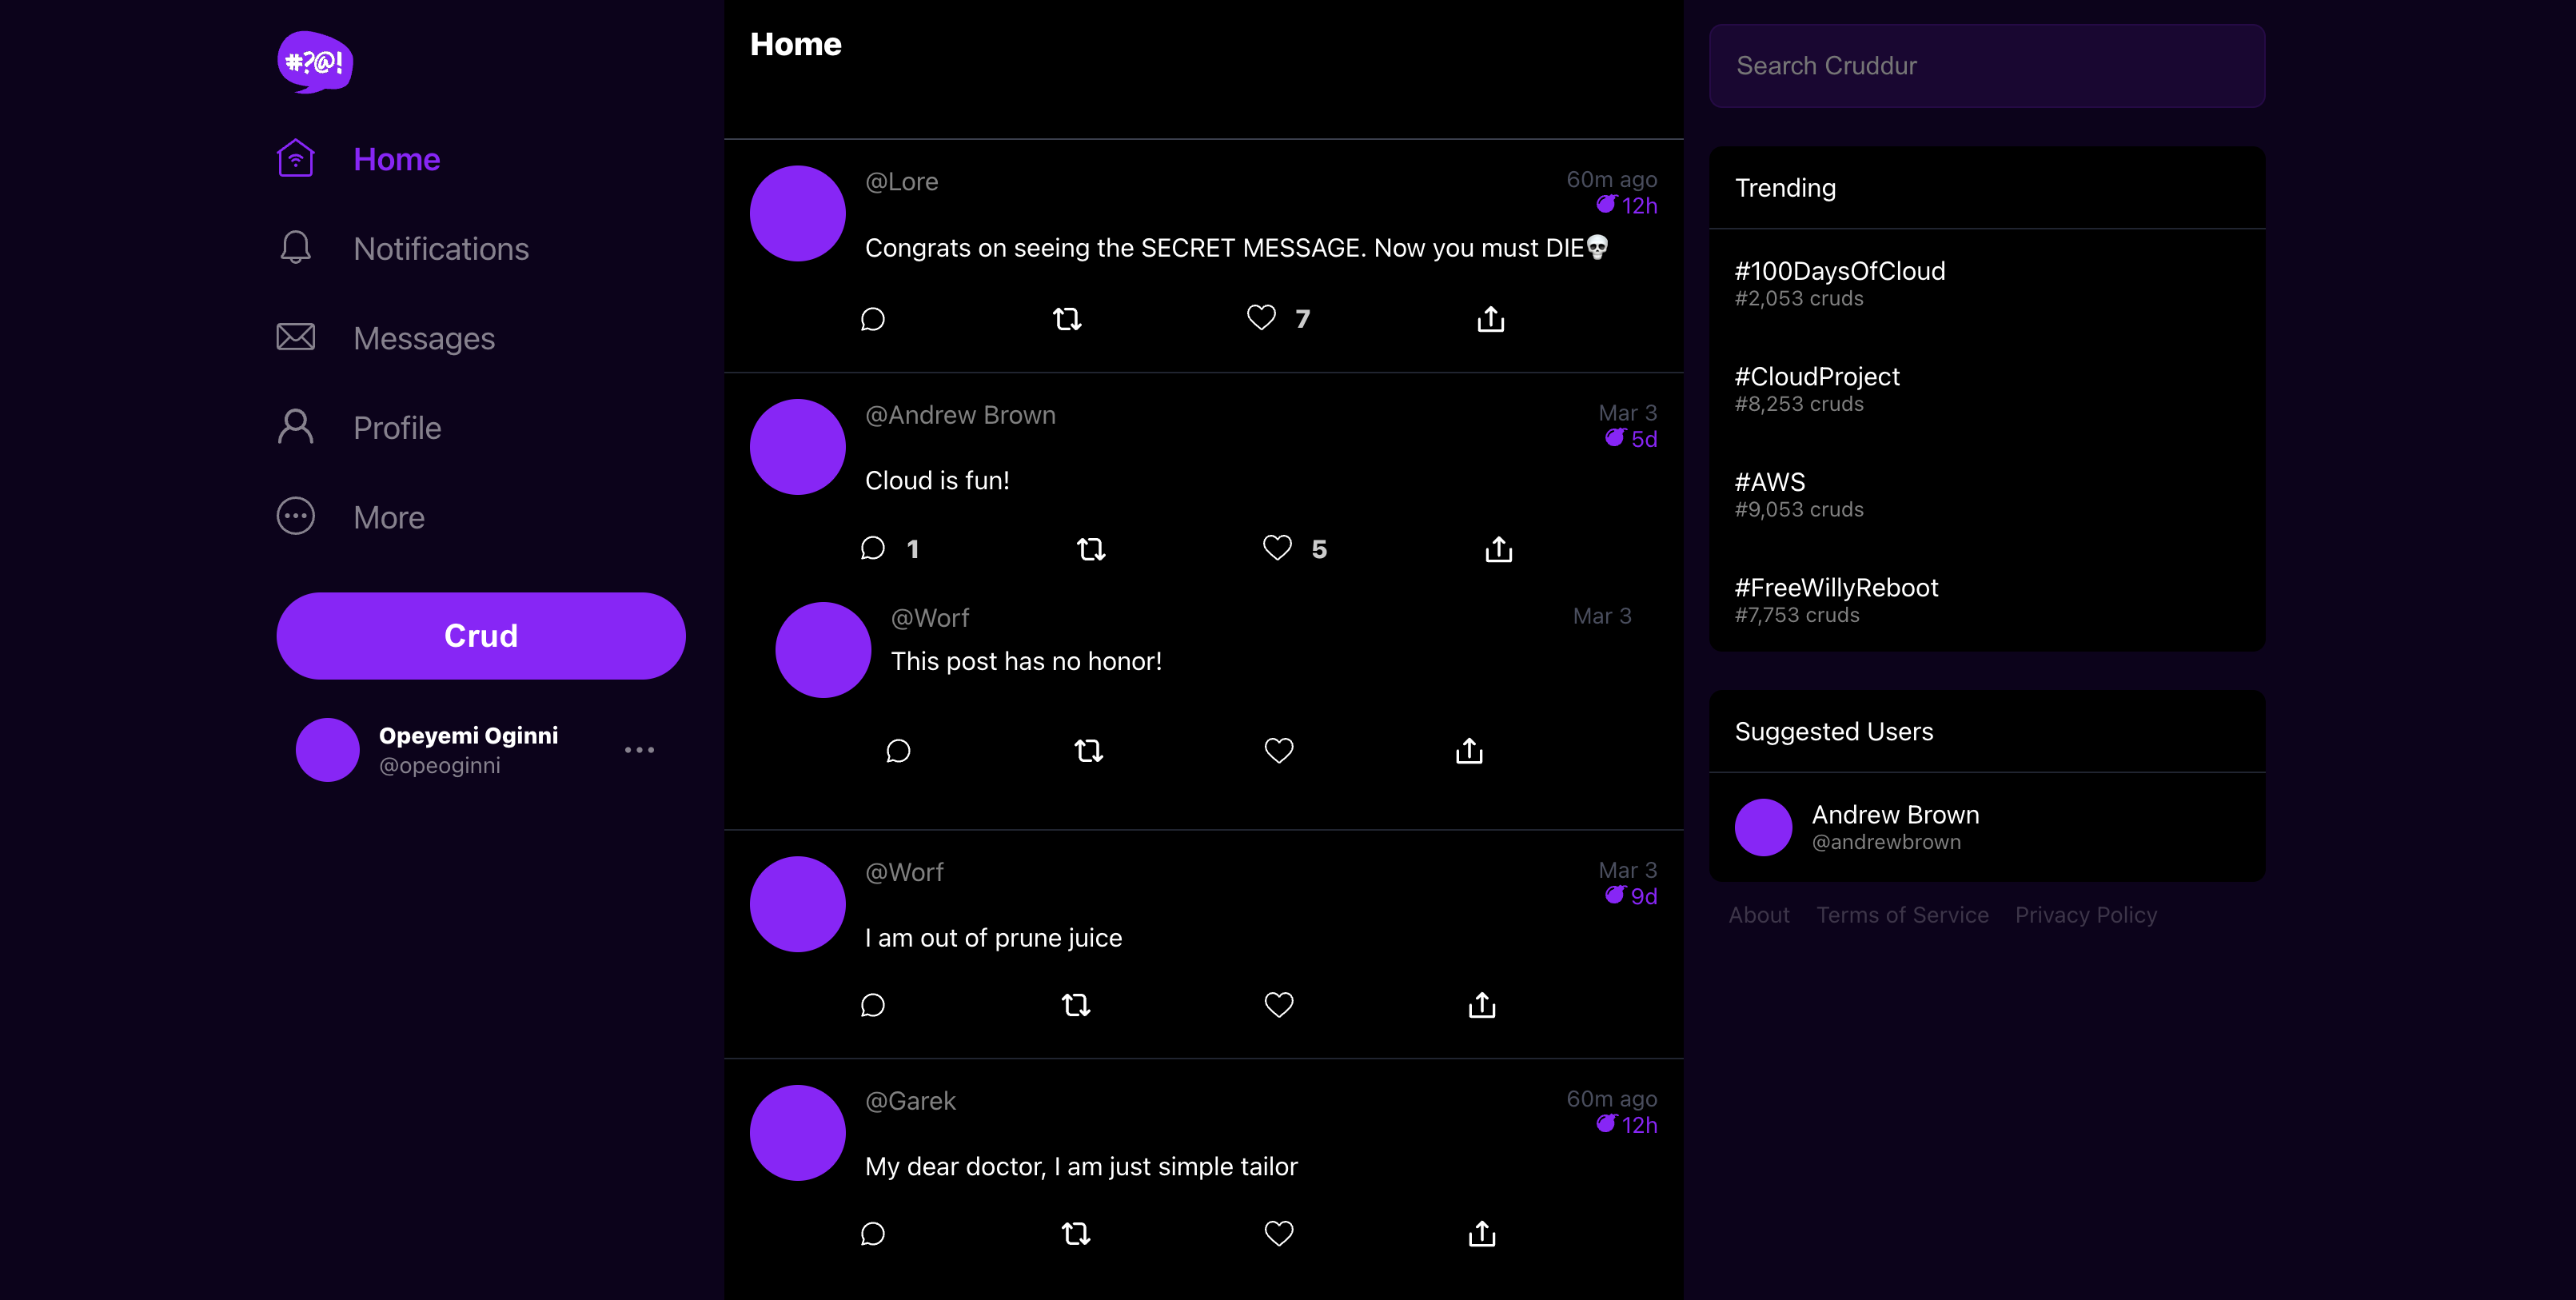 #?@!
Home
Notifications
Messages
Profile
More
Crud
Opeyemi Oginni
@opeoginni
Home
@Lore
60m ago
12h
Congrats on seeing the SECRET MESSAGE. Now you must DIE💀
7
@Andrew Brown
Mar 3
5d
Cloud is fun!
1
5
@Worf
Mar 3
This post has no honor!
@Worf
Mar 3
9d
I am out of prune juice
@Garek
60m ago
12h
My dear doctor, I am just simple tailor
Search Cruddur
Trending
#100DaysOfCloud
#2,053 cruds
#CloudProject
#8,253 cruds
#AWS
#9,053 cruds
#FreeWillyReboot
#7,753 cruds
Suggested Users
Andrew Brown
@andrewbrown
About Terms of Service Privacy Policy